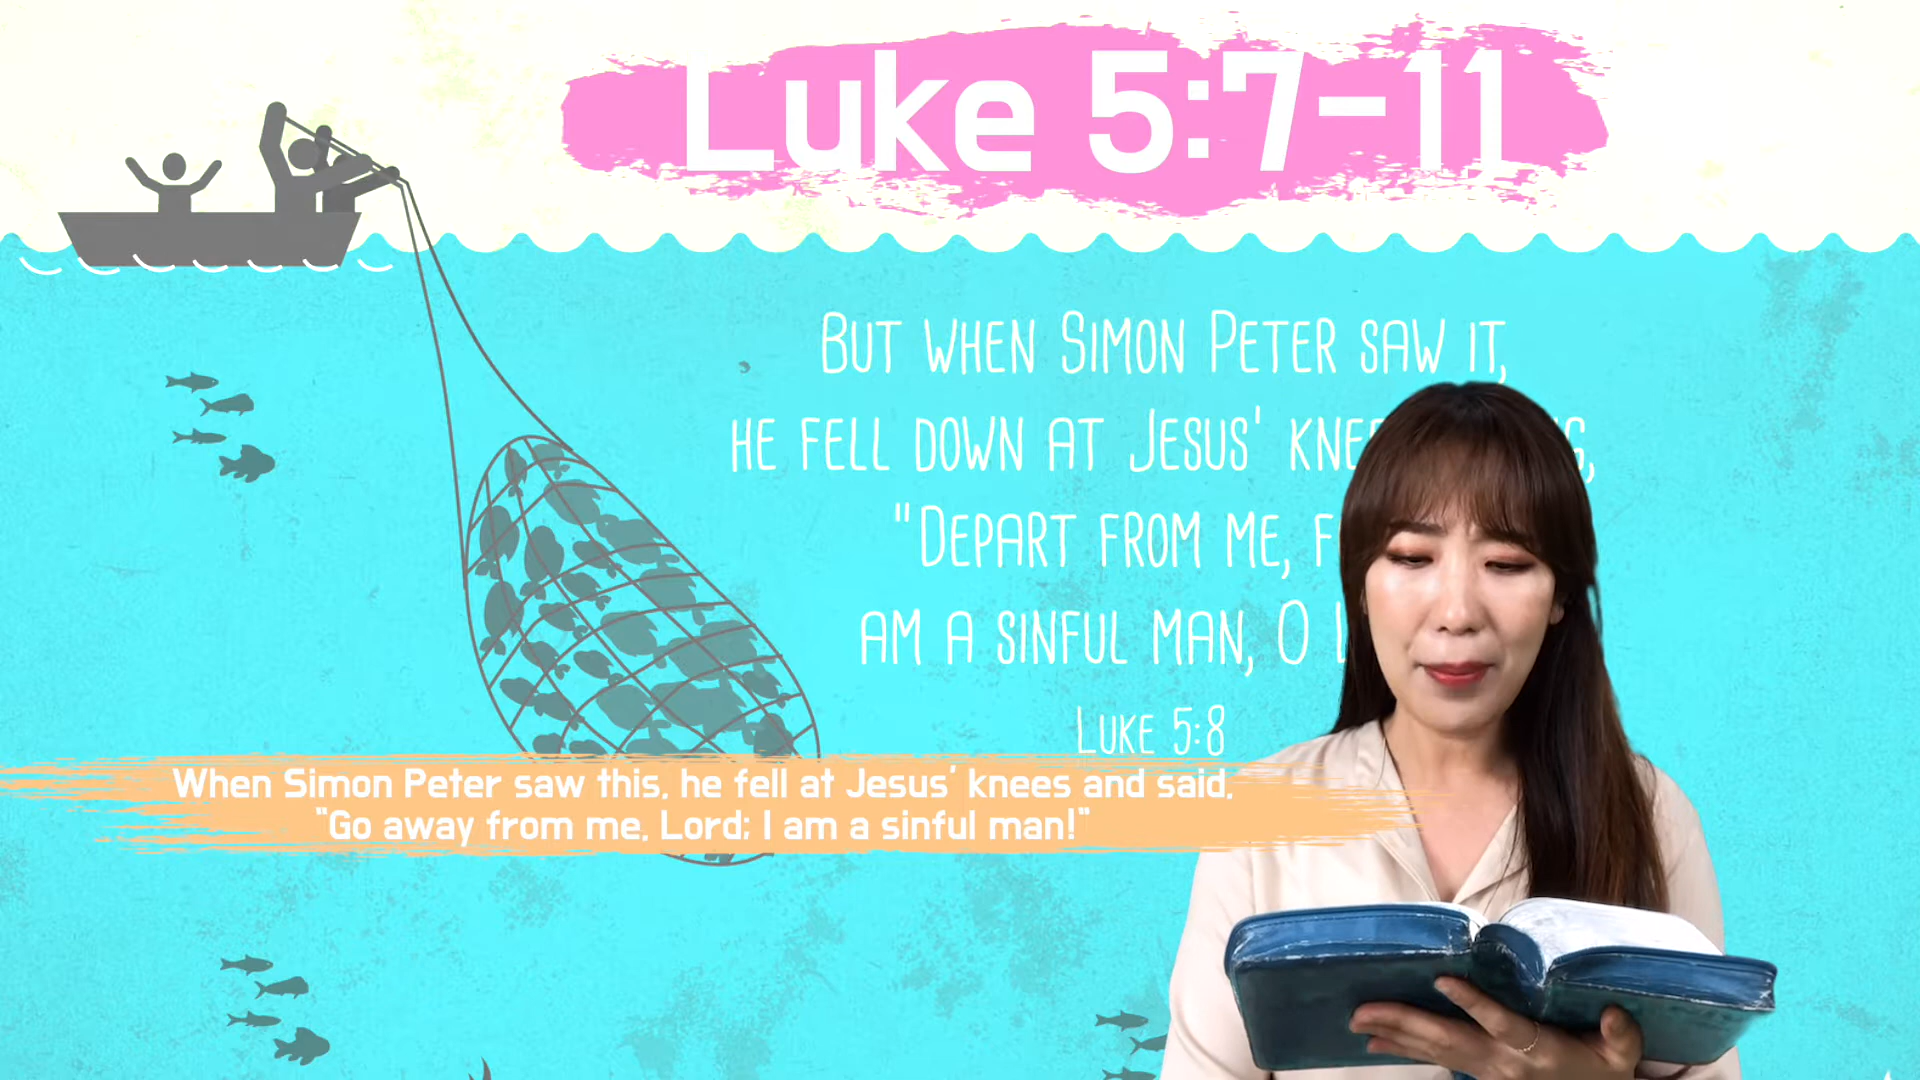 Luke 5:7-11
But when Simon Peter saw it,
he fell down at Jesus'
"Depart from me,
am a sinful man, O
Luke 5:8
When Simon Peter saw this, he fell at Jesus' knees and said,
"Go away from me, Lord; I am a sinful man!"